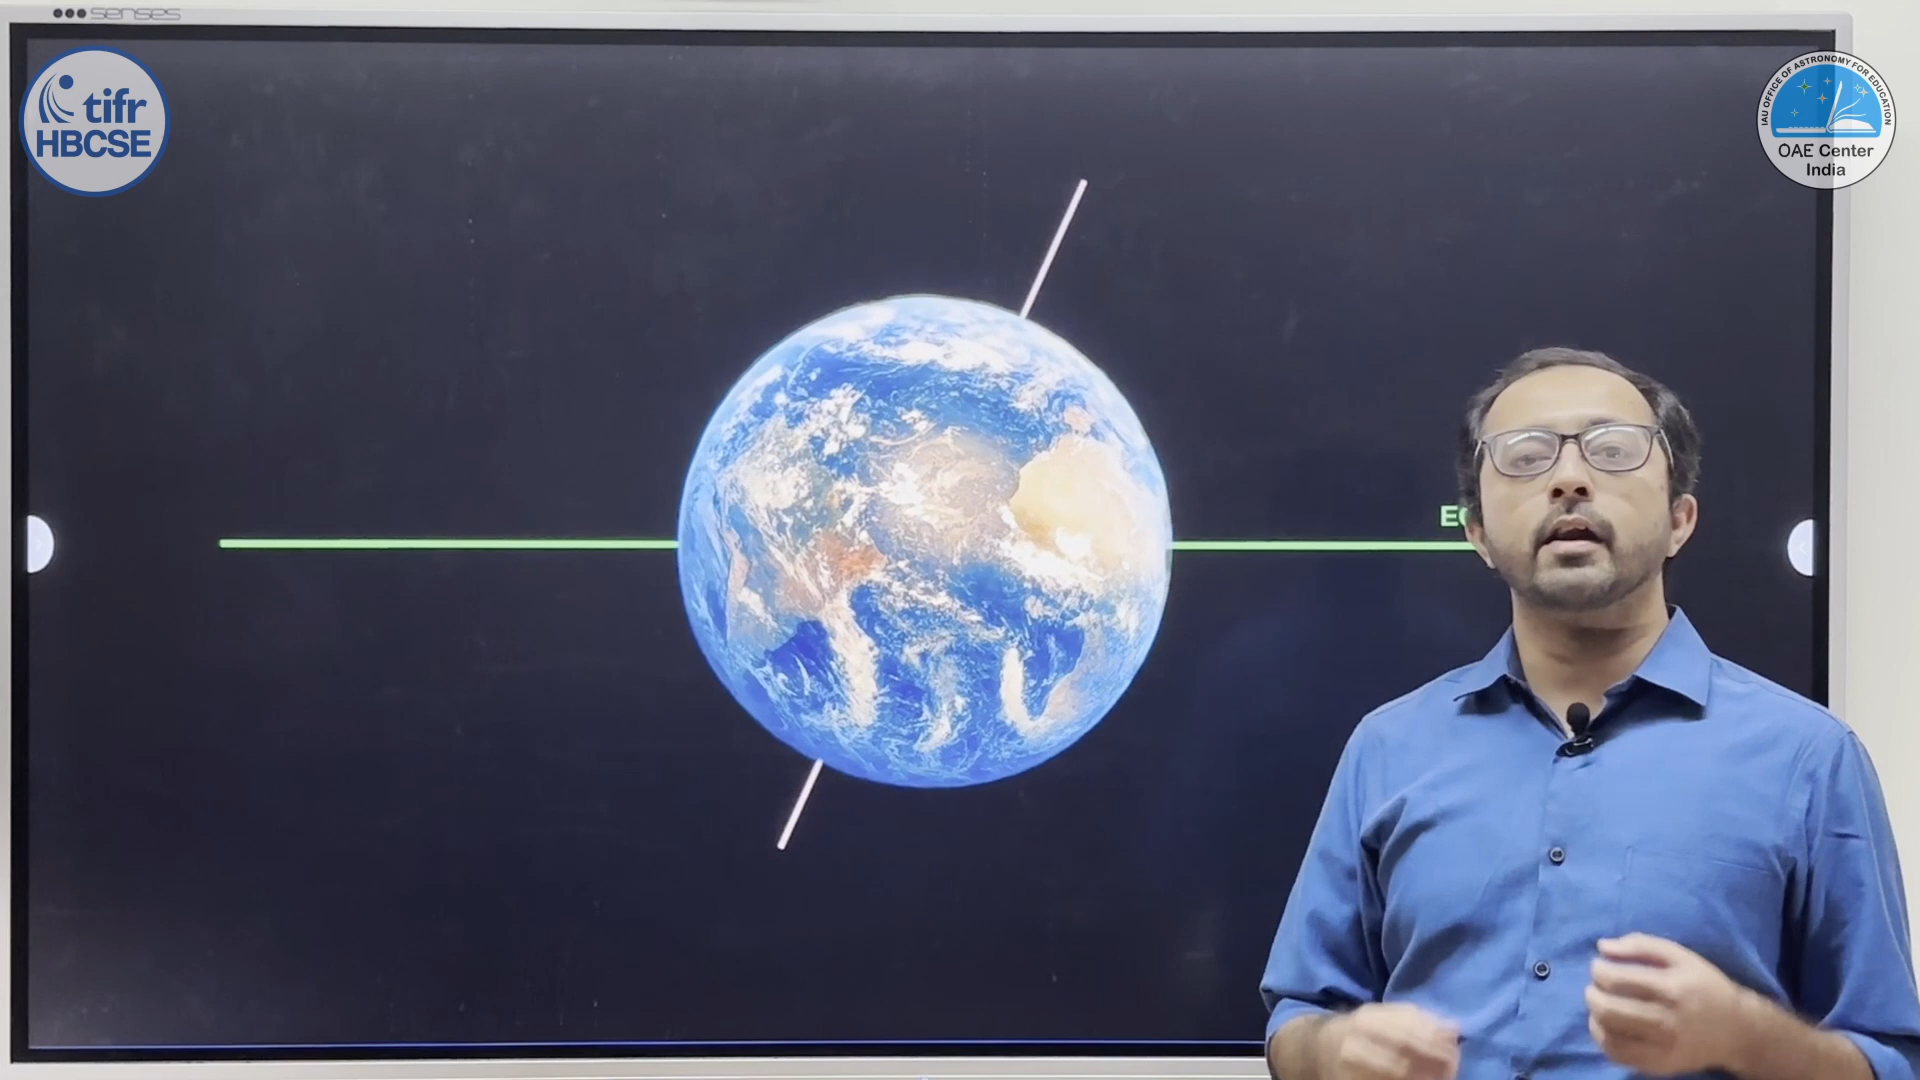 senses
tifr
HBCSE
IAU OFFICE OF ASTRONOMY FOR EDUCATION
OAE Center
India